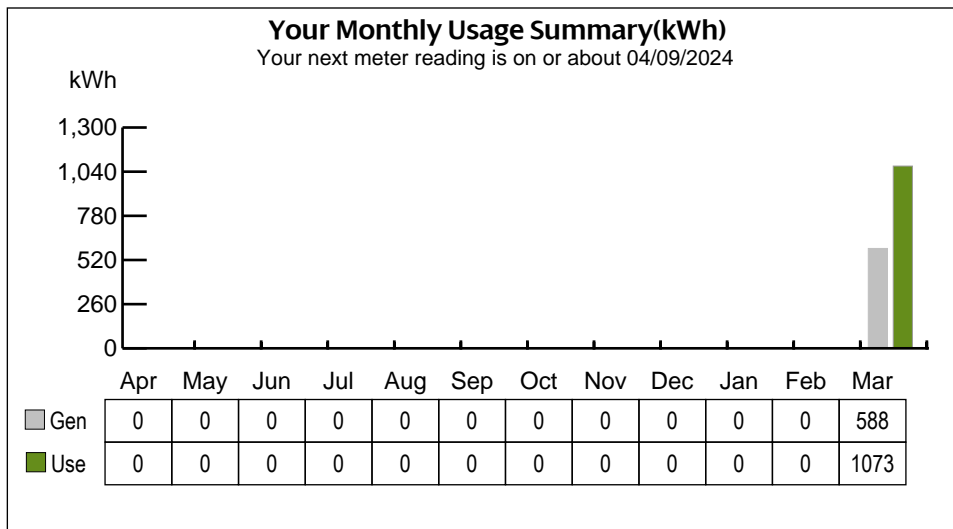 Your Monthly Usage Summary(kWh)
Your next meter reading is on or about 04/09/2024
kWh
1,300
1,040
780
520
260
0
Apr May Jun Jul Aug Sep Oct Nov Dec Jan Feb Mar
Gen 0 0 0 0 0 0 0 0 0 0 0 588
Use 0 0 0 0 0 0 0 0 0 0 0 1073